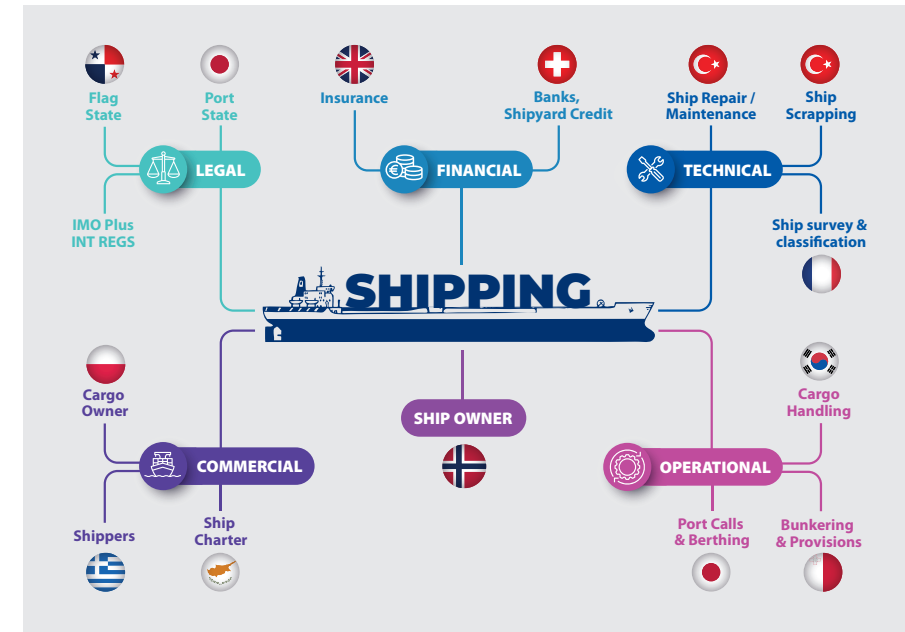 Flag
State
Port
State
Insurance
Banks,
Shipyard Credit
Ship Repair /
Maintenance
Ship
Scrapping
LEGAL
FINANCIAL
TECHNICAL
IMO Plus
INT REGS
Ship survey &
classification
SHIPPING
Cargo
Owner
SHIP OWNER
Cargo
Handling
COMMERCIAL
OPERATIONAL
Shippers
Ship
Charter
Port Calls
& Berthing
Bunkering
& Provisions